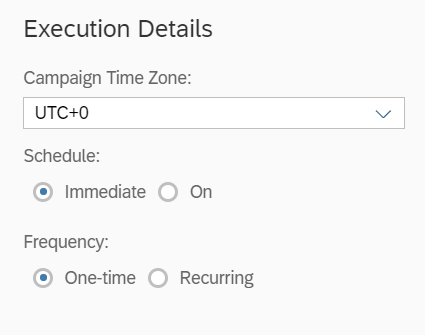 Execution Details
Campaign Time Zone:
UTC+0
Schedule:
Immediate On
Frequency:
One-time Recurring